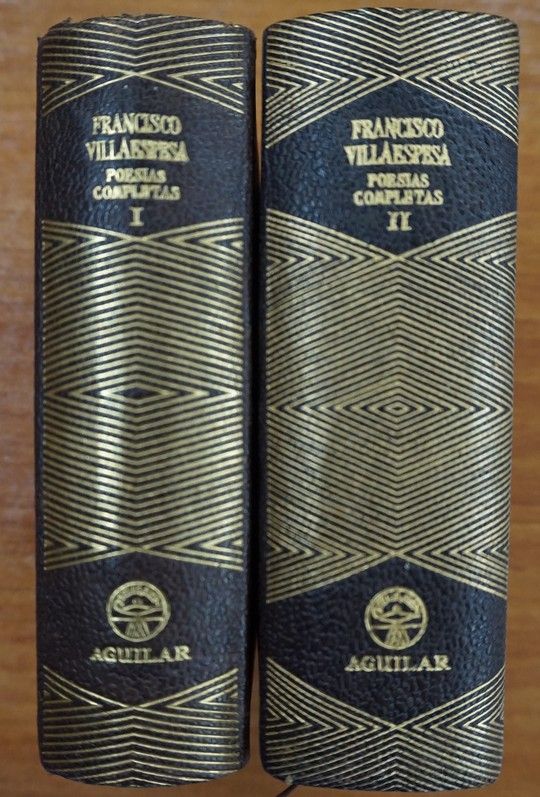 FRANCISCO
VILLAESPESA
POESIAS
COMPLETAS
I
AGUILAR
FRANCISCO
VILLAESPESA
POESIAS
COMPLETAS
II
AGUILAR